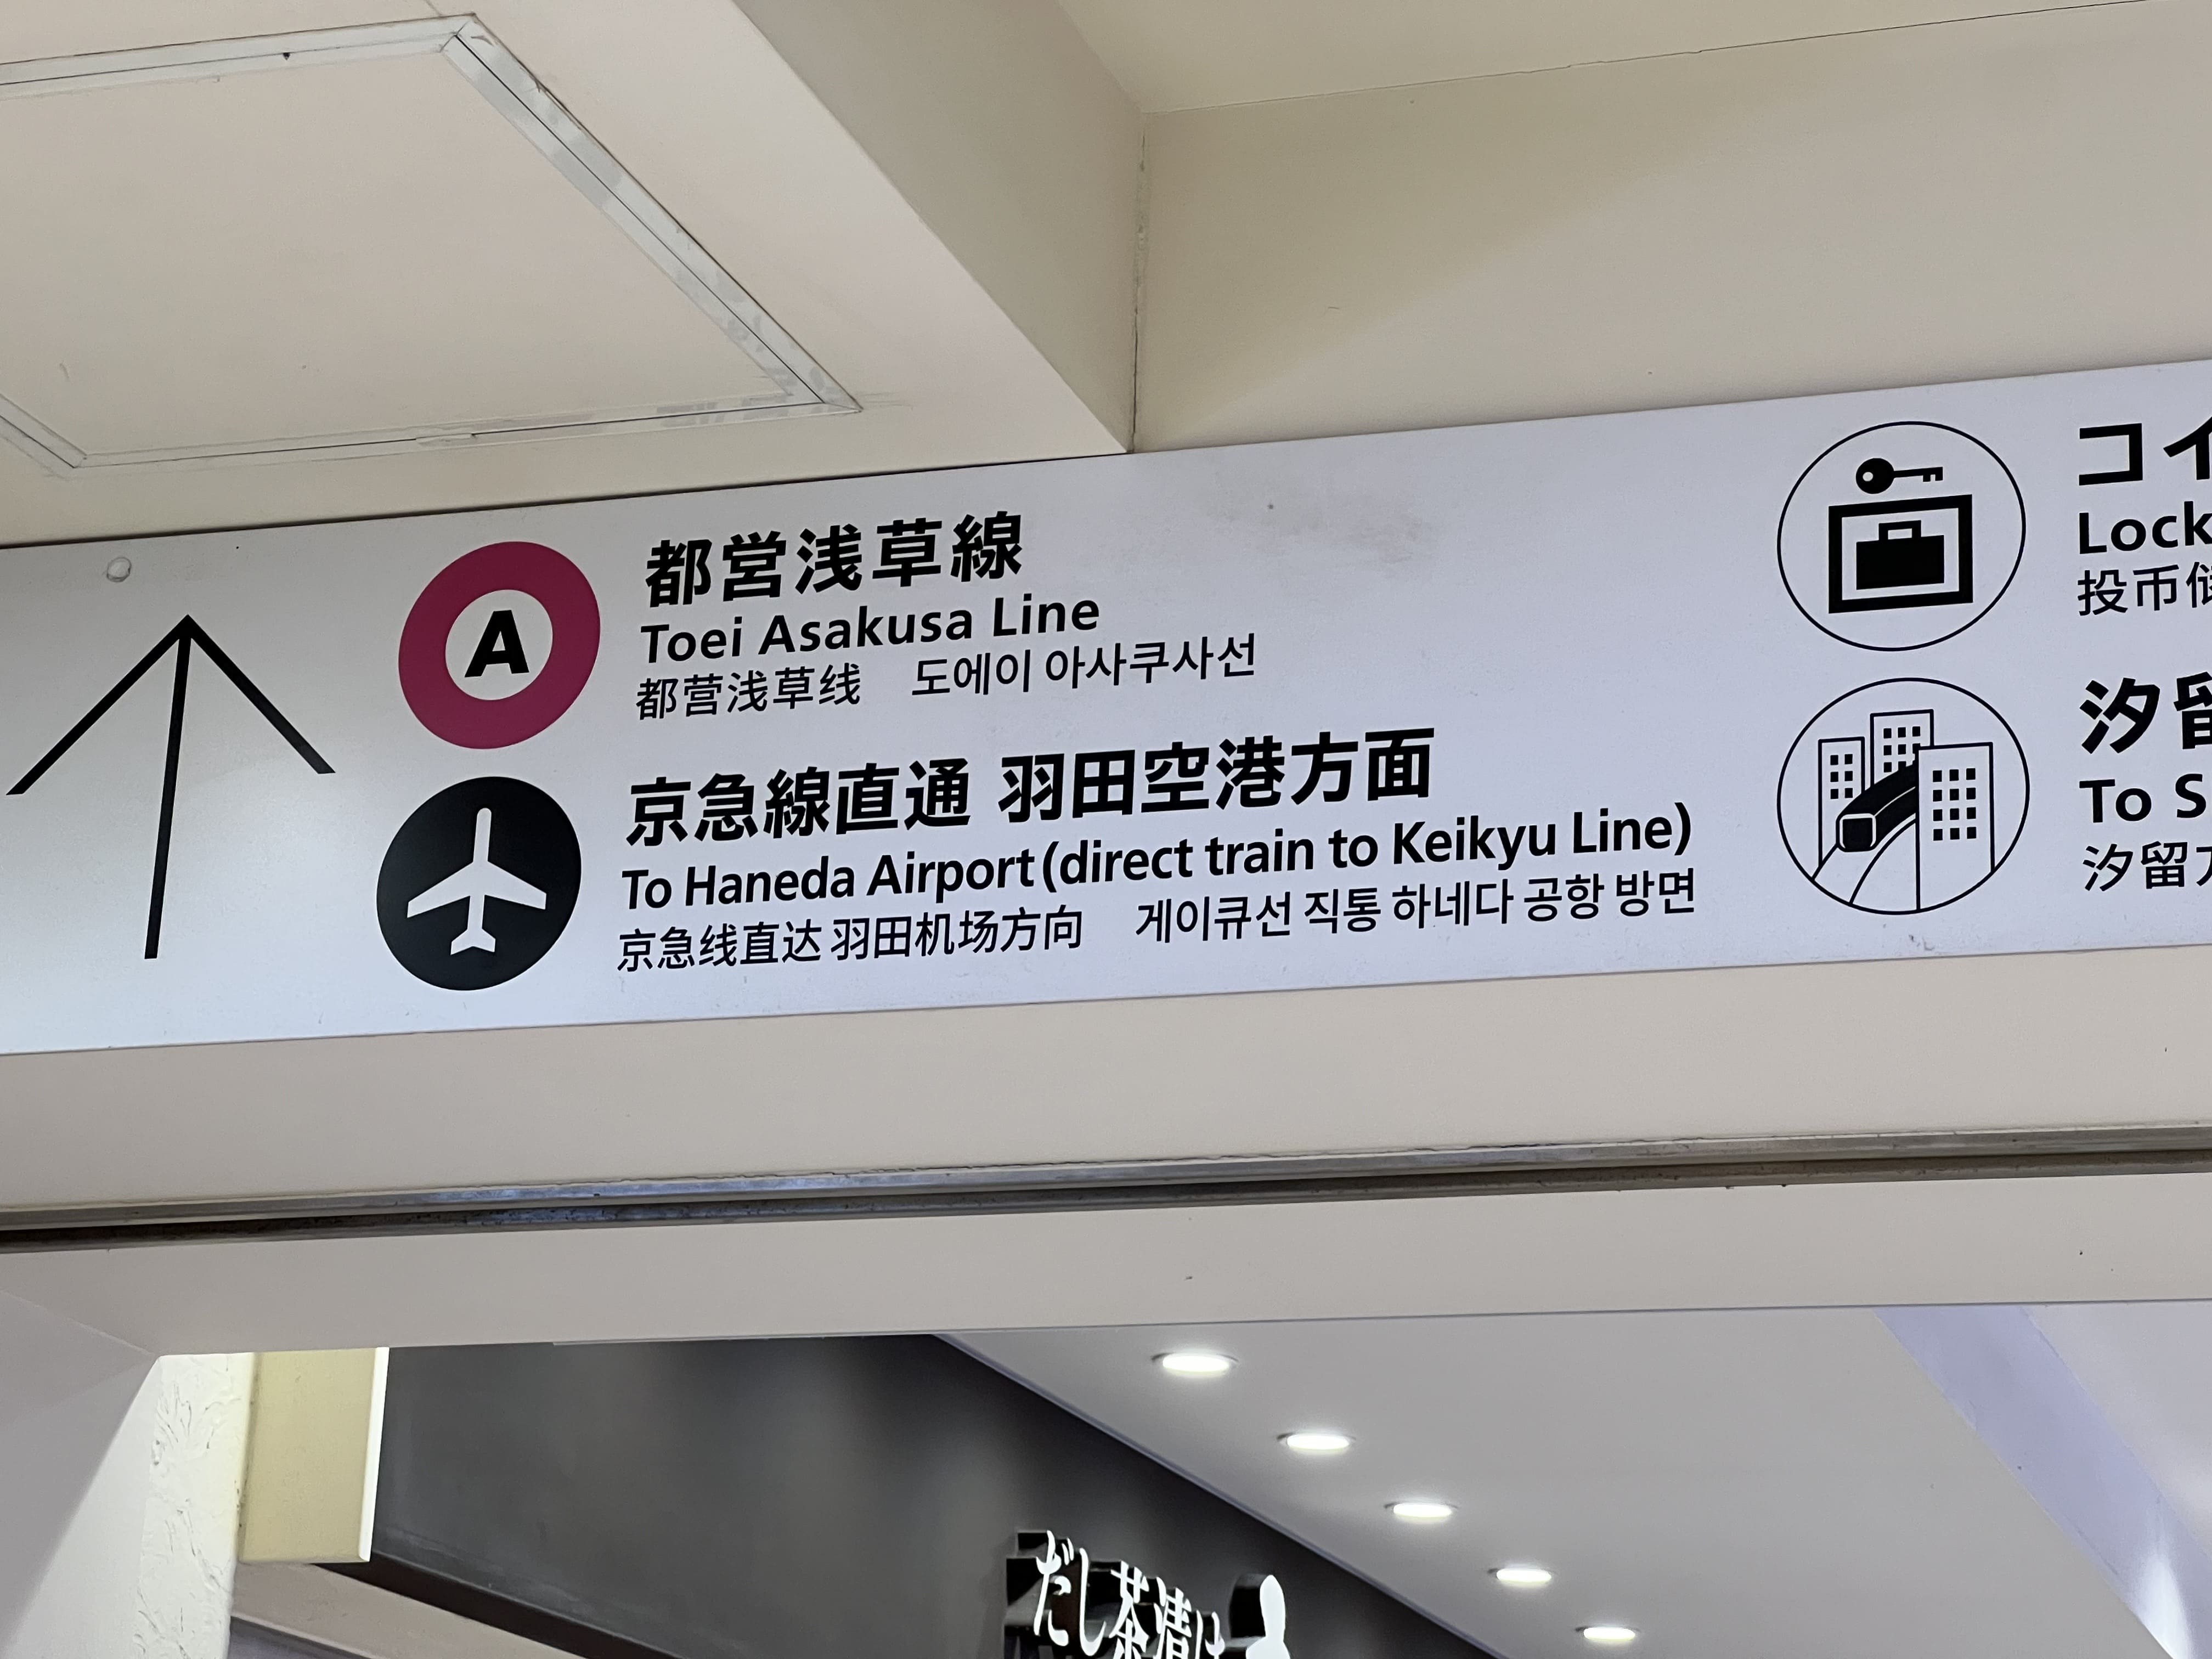 A
都営浅草線
Toei Asakusa Line
都营浅草线 도에이 아사쿠사선
京急線直通 羽田空港方面
To Haneda Airport (direct train to Keikyu Line)
京急线直达 羽田机场方向 게이큐선 직통 하네다 공항 방면
コイ
Lock
投币储
汐留
To S
汐留方
だし茶漬け